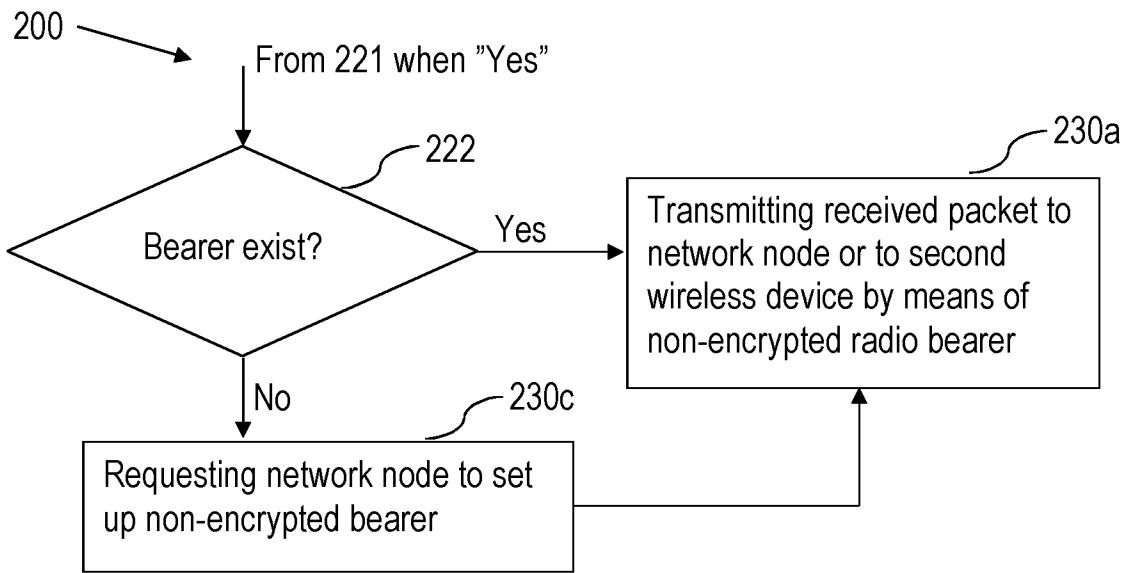 200
From 221 when ”Yes”
222
230a
Bearer exist?
Yes
Transmitting received packet to
network node or to second
wireless device by means of
non-encrypted radio bearer
No
230c
Requesting network node to set
up non-encrypted bearer